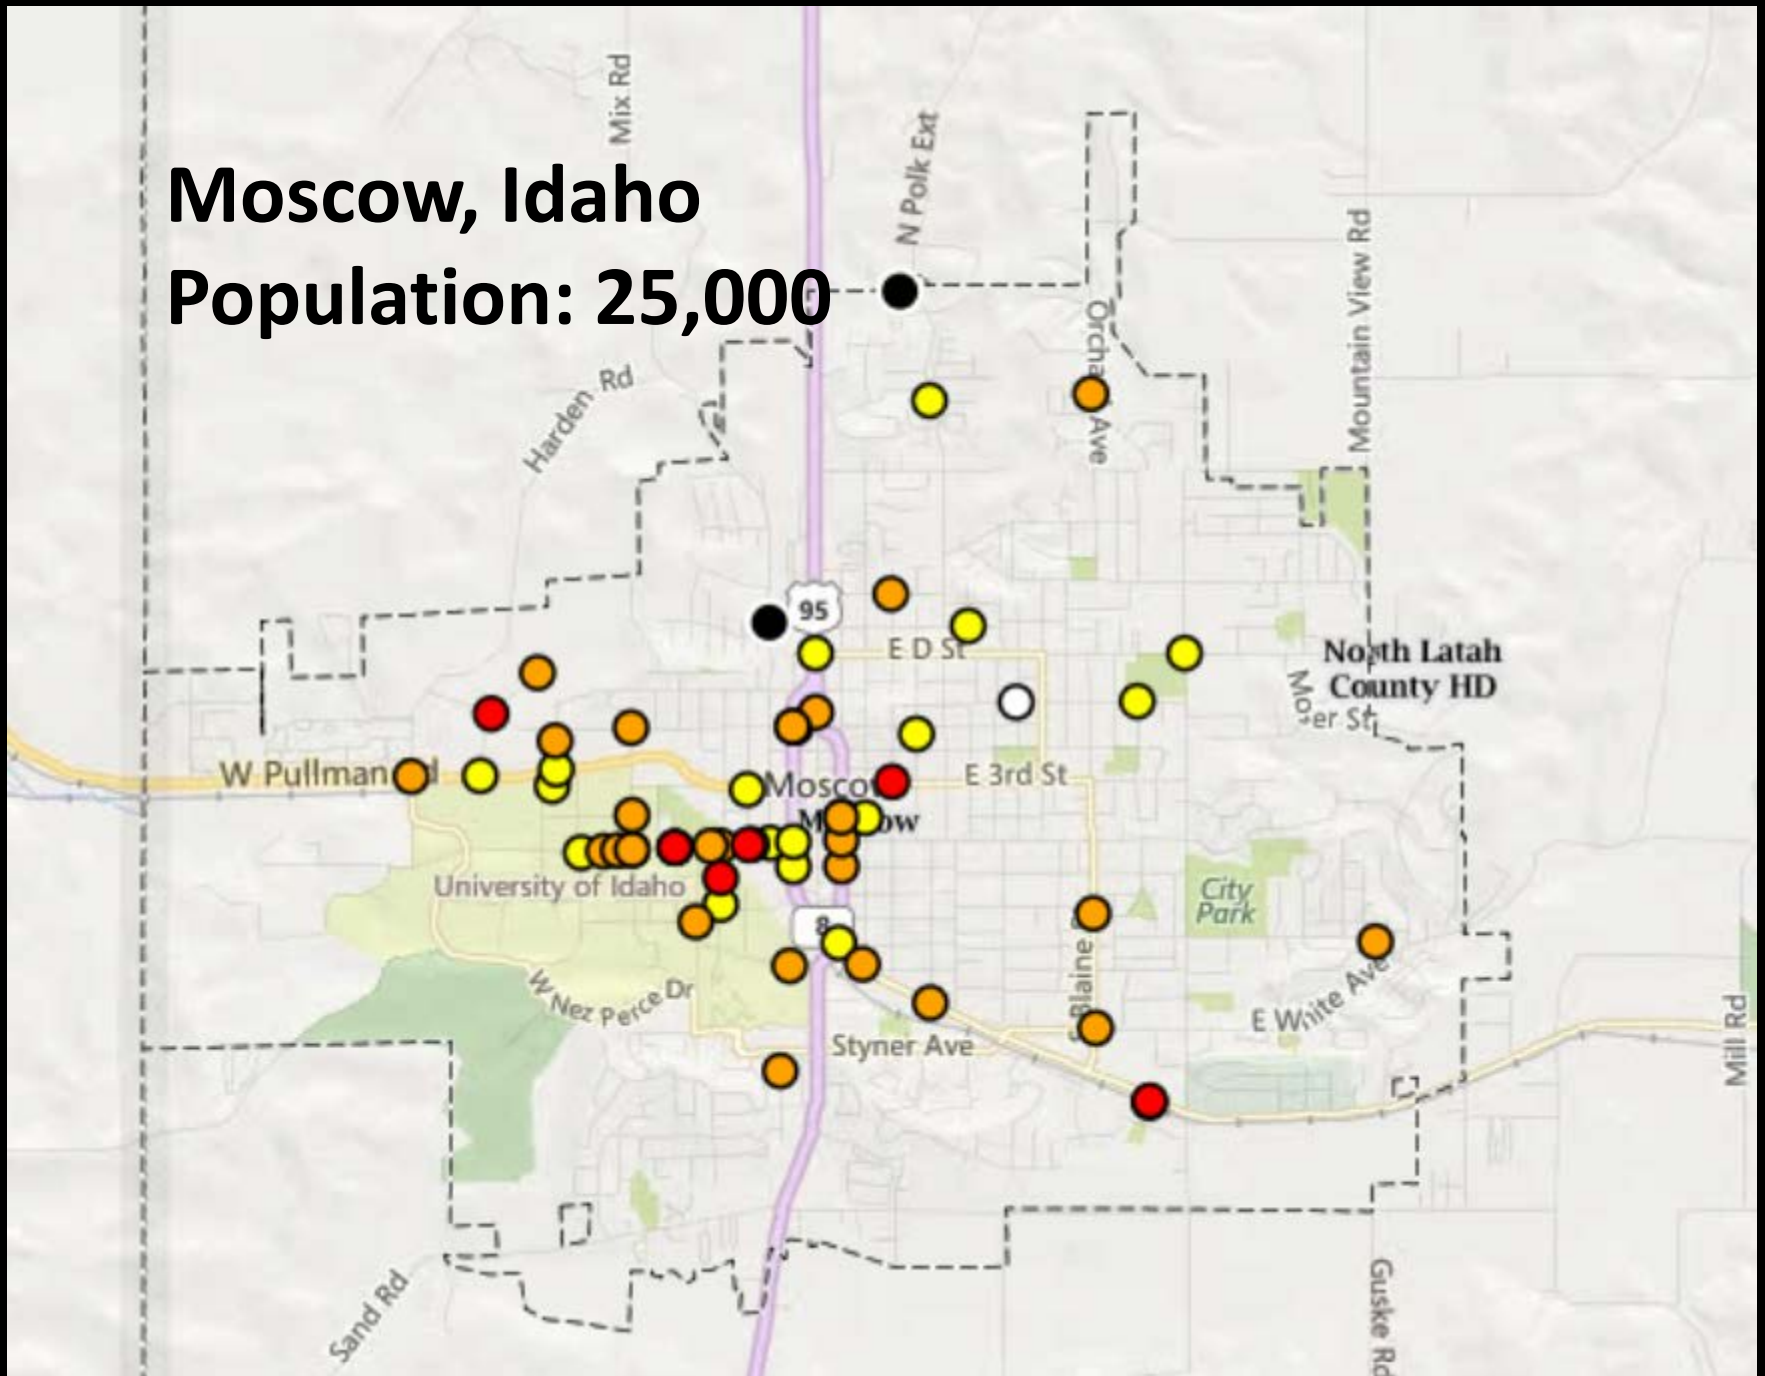 Mix Rd
N Polk Ext
Moscow, Idaho
Population: 25,000
Mountain View Rd
Harden Rd
Ave
95
E D St
North Latah
County HD
W Pullman
E 3rd St
University of Idaho
City
Park
8
Blaine
W Nez Perce Dr
E White Ave
Styner Ave
Mill Rd
Sand Rd
Guske Rd